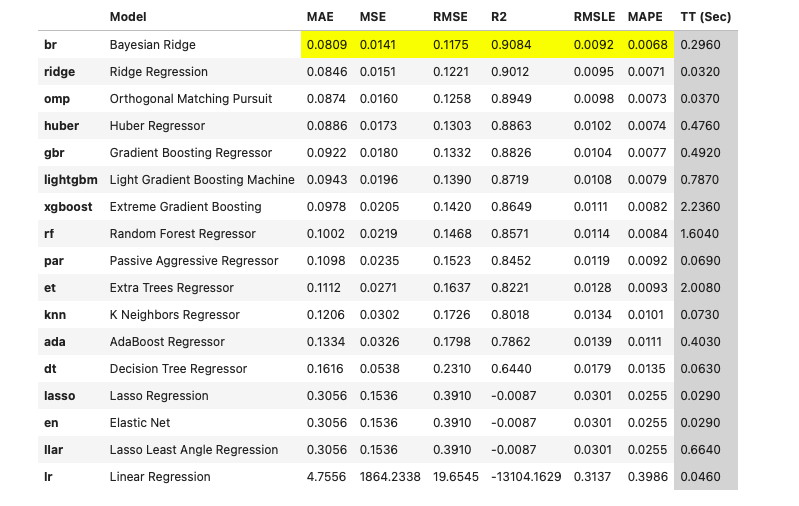 Model MAE MSE RMSE R2 RMSLE MAPE TT (Sec)
br Bayesian Ridge 0.0809 0.0141 0.1175 0.9084 0.0092 0.0068 0.2960
ridge Ridge Regression 0.0846 0.0151 0.1221 0.9012 0.0095 0.0071 0.0320
omp Orthogonal Matching Pursuit 0.0874 0.0160 0.1258 0.8949 0.0098 0.0073 0.0370
huber Huber Regressor 0.0886 0.0173 0.1303 0.8863 0.0102 0.0074 0.4760
gbr Gradient Boosting Regressor 0.0922 0.0180 0.1332 0.8826 0.0104 0.0077 0.4920
lightgbm Light Gradient Boosting Machine 0.0943 0.0196 0.1390 0.8719 0.0108 0.0079 0.7870
xgboost Extreme Gradient Boosting 0.0978 0.0205 0.1420 0.8649 0.0111 0.0082 2.2360
rf Random Forest Regressor 0.1002 0.0219 0.1468 0.8571 0.0114 0.0084 1.6040
par Passive Aggressive Regressor 0.1098 0.0235 0.1523 0.8452 0.0119 0.0092 0.0690
et Extra Trees Regressor 0.1112 0.0271 0.1637 0.8221 0.0128 0.0093 2.0080
knn K Neighbors Regressor 0.1206 0.0302 0.1726 0.8018 0.0134 0.0101 0.0730
ada AdaBoost Regressor 0.1334 0.0326 0.1798 0.7862 0.0139 0.0111 0.4030
dt Decision Tree Regressor 0.1616 0.0538 0.2310 0.6440 0.0179 0.0135 0.0630
lasso Lasso Regression 0.3056 0.1536 0.3910 -0.0087 0.0301 0.0255 0.0290
en Elastic Net 0.3056 0.1536 0.3910 -0.0087 0.0301 0.0255 0.0290
llar Lasso Least Angle Regression 0.3056 0.1536 0.3910 -0.0087 0.0301 0.0255 0.6640
lr Linear Regression 4.7556 1864.2338 19.6545 -13104.1629 0.3137 0.3986 0.0460